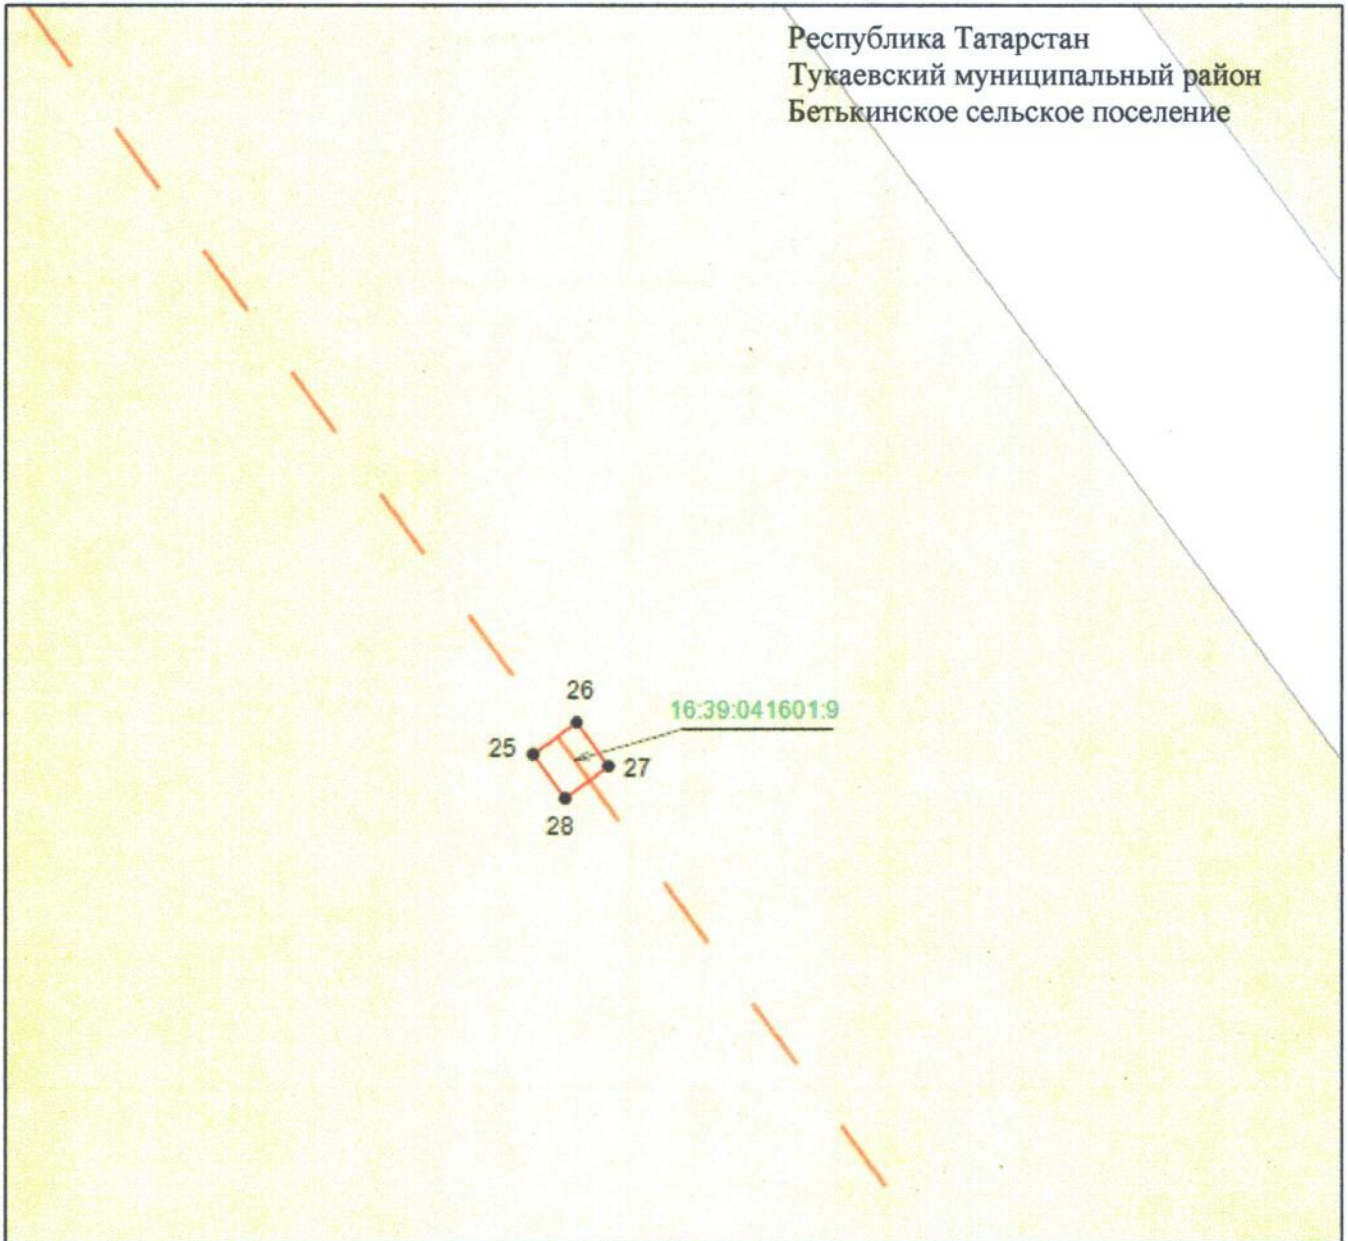 Республика Татарстан
Тукаевский муниципальный район
Бетькинское сельское поселение
26
16:39:041601:9
25
27
28